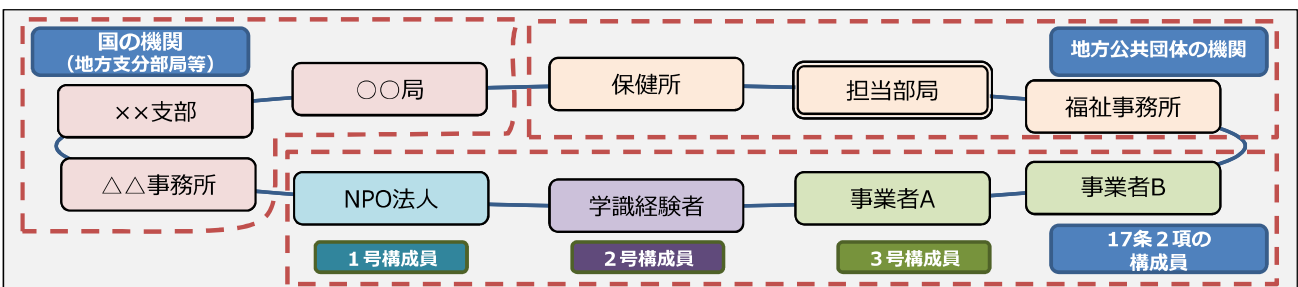 国の機関
（地方支分部局等）
地方公共団体の機関
○○局
保健所
担当部局
××支部
福祉事務所
△△事務所
NPO法人
学識経験者
事業者A
事業者B
１号構成員
２号構成員
３号構成員
17条２項の
構成員